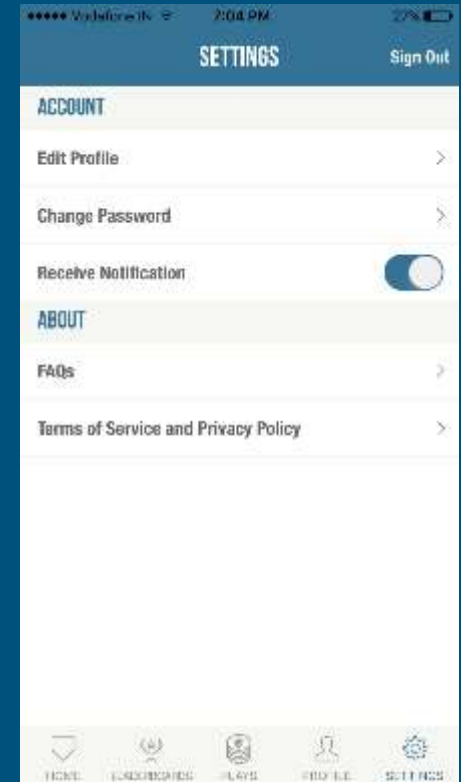 Vodafone IN 7:04 PM 27%
SETTINGS
Sign Out
ACCOUNT
Edit Profile
Change Password
Receive Notification
ABOUT
FAQs
Terms of Service and Privacy Policy
HOME LEADERBOARDS PLAYS PROFILE SETTINGS